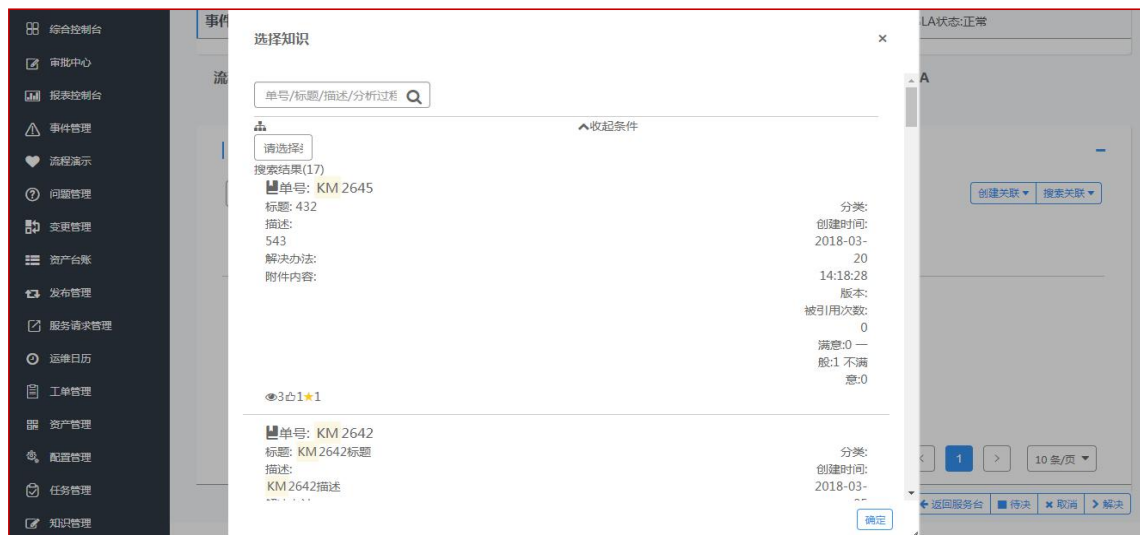 综合控制台
审批中心
报表控制台
事件管理
流程演示
问题管理
变更管理
资产台账
发布管理
服务请求管理
运维日历
工单管理
资产管理
配置管理
任务管理
知识管理
事件
LA状态:正常
流
A
创建关联
搜索关联
1
10 条/页
返回服务台
待决
取消
解决
选择知识
×
单号/标题/描述/分析过程
收起条件
请选择
搜索结果(17)
单号: KM 2645
标题: 432
描述:
543
解决办法:
附件内容:
分类:
创建时间:
2018-03-
20
14:18:28
版本:
被引用次数:
0
满意:0 一
般:1 不满
意:0
3 1 1
单号: KM 2642
标题: KM 2642标题
描述:
KM 2642描述
分类:
创建时间:
2018-03-
确定